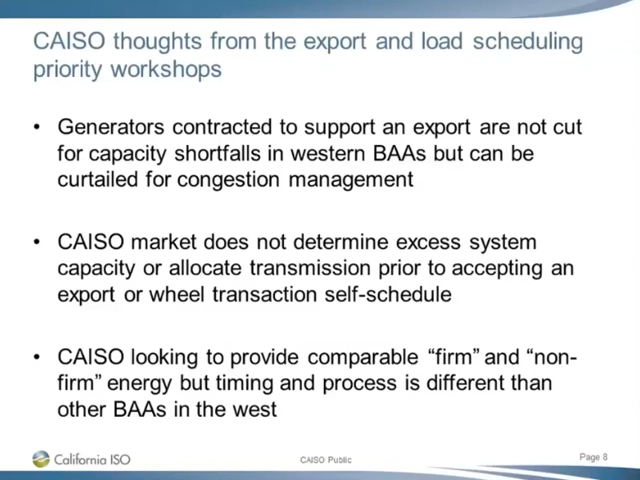 CAISO thoughts from the export and load scheduling
priority workshops
• Generators contracted to support an export are not cut
for capacity shortfalls in western BAAs but can be
curtailed for congestion management
• CAISO market does not determine excess system
capacity or allocate transmission prior to accepting an
export or wheel transaction self-schedule
• CAISO looking to provide comparable “firm” and “non-
firm” energy but timing and process is different than
other BAAs in the west
California ISO
CAISO Public
Page 8